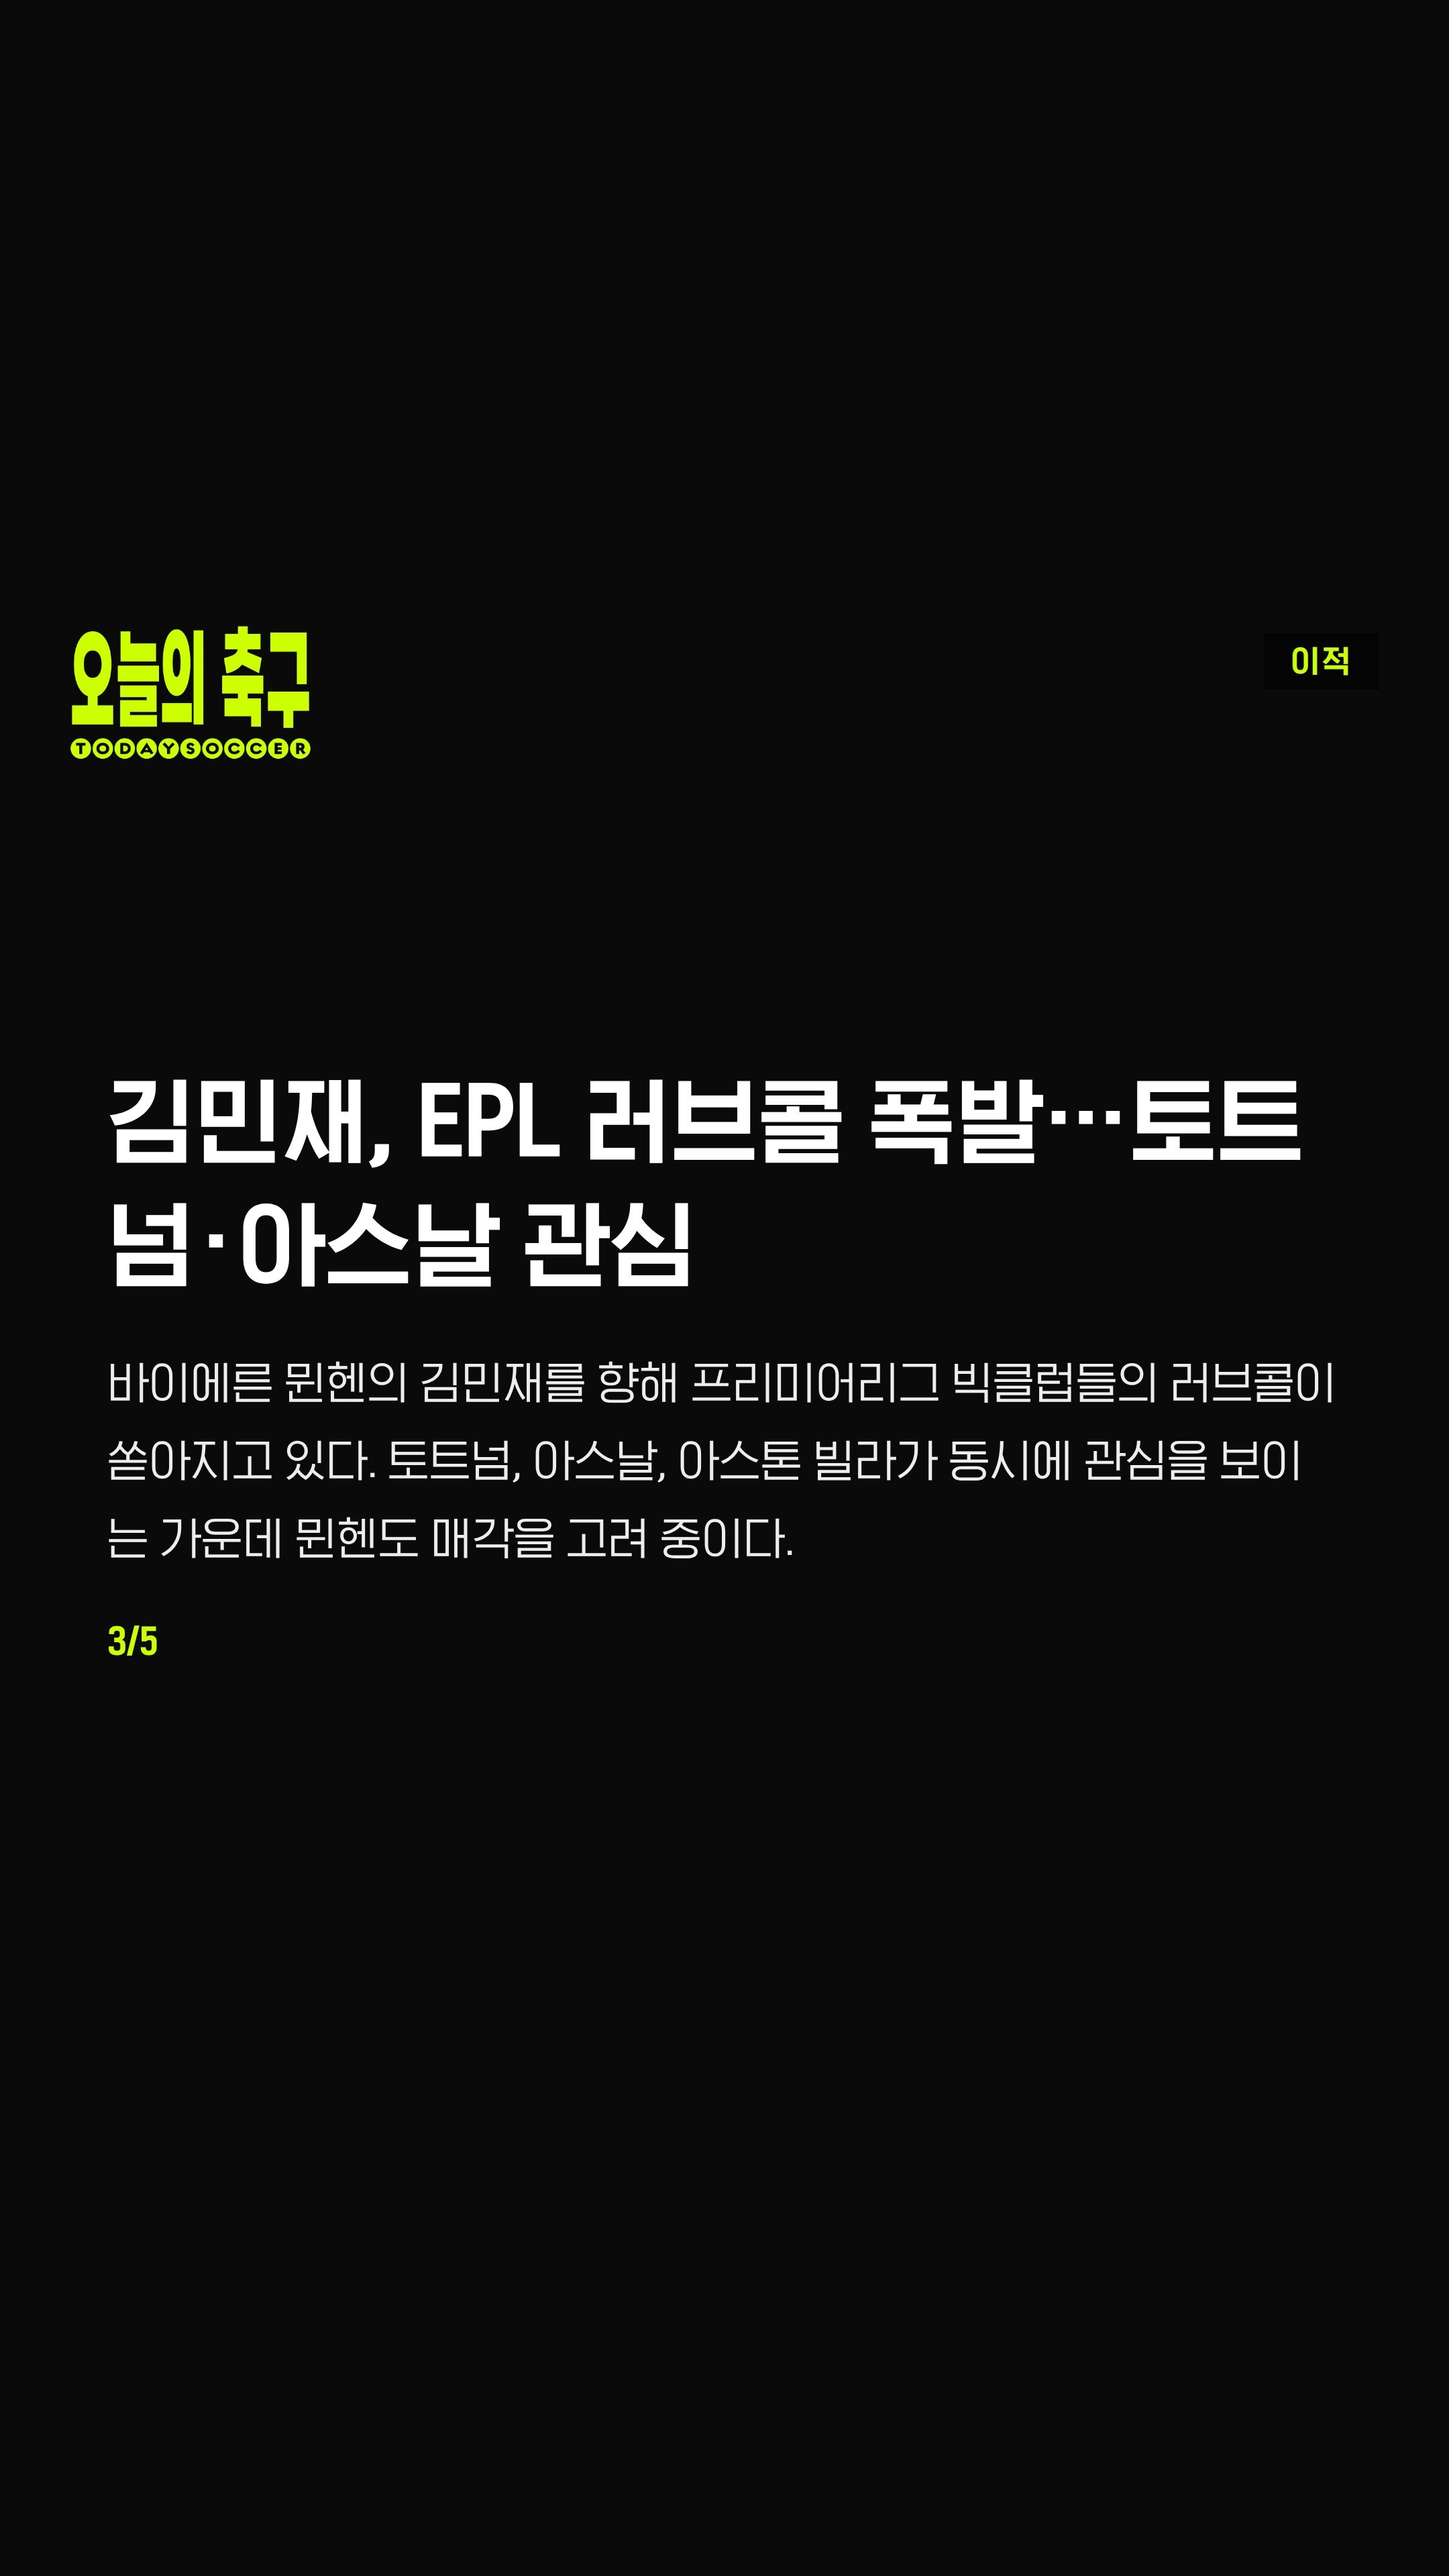 오늘의 축구
TODAYSOCCER
이적
김민재, EPL 러브콜 폭발…토트
넘·아스날 관심
바이에른 뮌헨의 김민재를 향해 프리미어리그 빅클럽들의 러브콜이
쏟아지고 있다. 토트넘, 아스날, 아스톤 빌라가 동시에 관심을 보이
는 가운데 뮌헨도 매각을 고려 중이다.
3/5